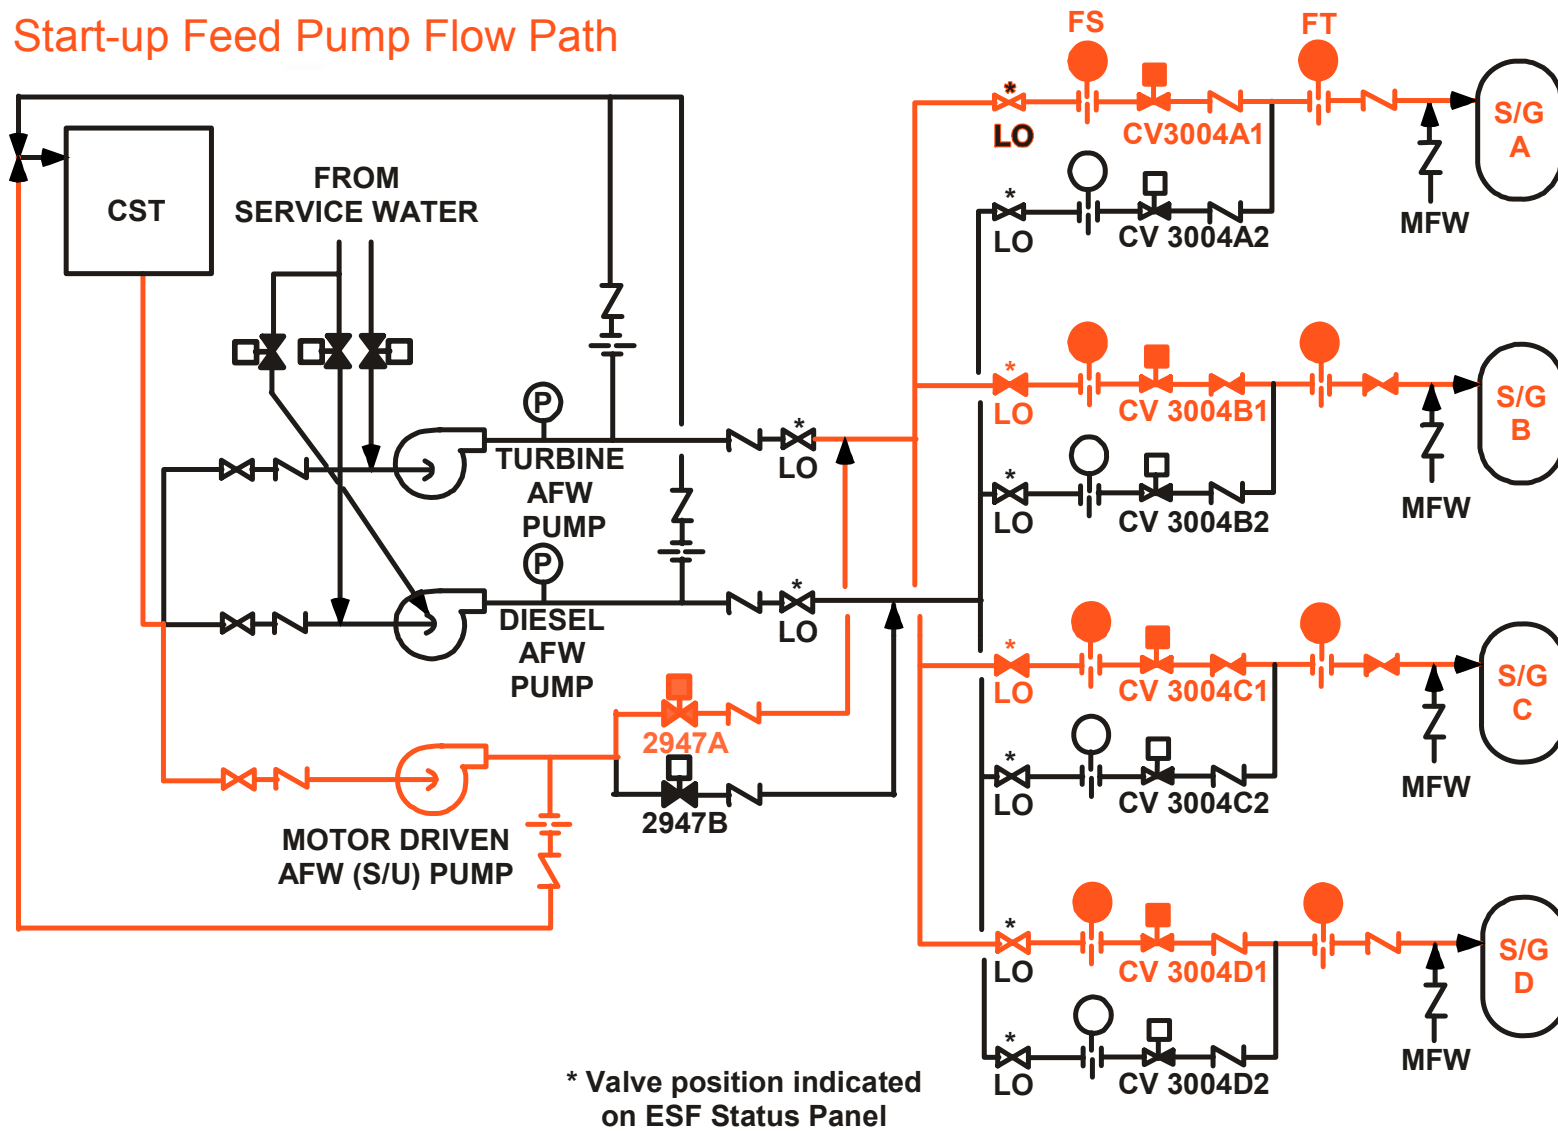 Start-up Feed Pump Flow Path
FS
FT
*
LO
CV3004A1
S/G
A
MFW
CST
FROM
SERVICE WATER
*
LO
CV 3004A2
*
LO
CV 3004B1
S/G
B
MFW
P
TURBINE
AFW
PUMP
*
LO
*
LO
CV 3004B2
P
DIESEL
AFW
PUMP
*
LO
*
LO
CV 3004C1
S/G
C
MFW
2947A
2947B
*
LO
CV 3004C2
MOTOR DRIVEN
AFW (S/U) PUMP
*
LO
CV 3004D1
S/G
D
MFW
*
LO
CV 3004D2
* Valve position indicated
on ESF Status Panel